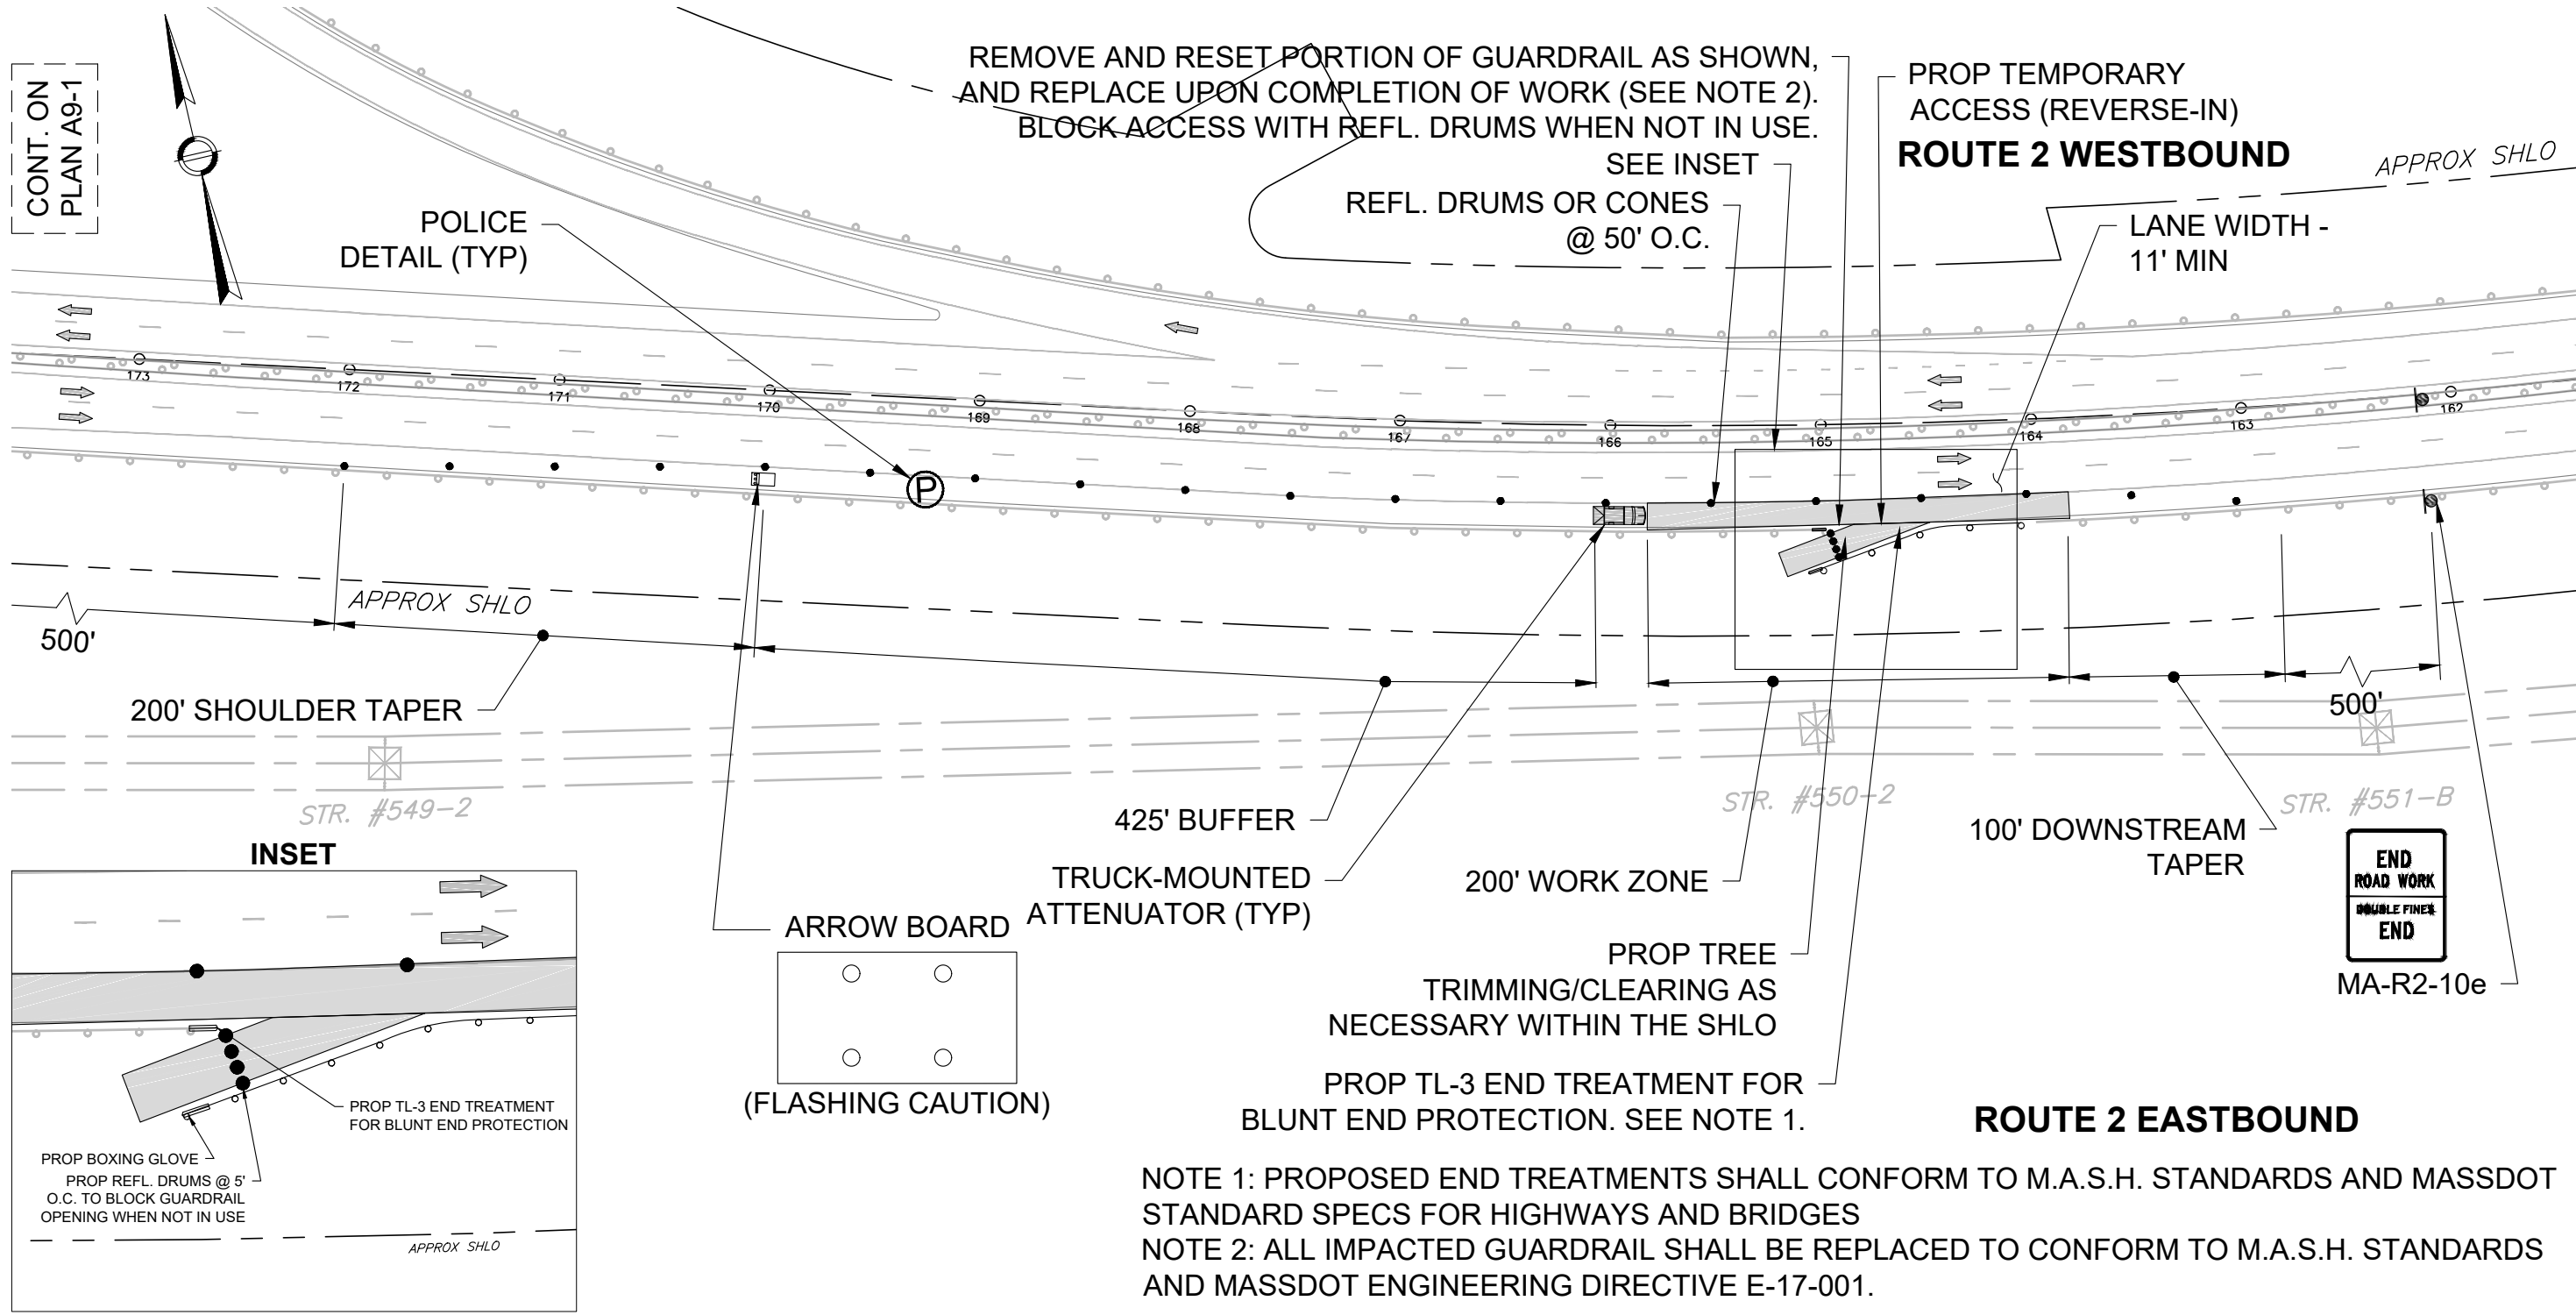 CONT. ON
PLAN A9-1
REMOVE AND RESET PORTION OF GUARDRAIL AS SHOWN,
AND REPLACE UPON COMPLETION OF WORK (SEE NOTE 2).
BLOCK ACCESS WITH REFL. DRUMS WHEN NOT IN USE.
SEE INSET
REFL. DRUMS OR CONES
@ 50' O.C.
PROP TEMPORARY
ACCESS (REVERSE-IN)
ROUTE 2 WESTBOUND
APPROX SHLO
LANE WIDTH -
11' MIN
POLICE
DETAIL (TYP)
173
172
171
170
169
168
167
166
165
164
163
162
P
APPROX SHLO
500'
200' SHOULDER TAPER
500'
STR. #549-2
STR. #550-2
STR. #551-B
425' BUFFER
TRUCK-MOUNTED
ATTENUATOR (TYP)
200' WORK ZONE
100' DOWNSTREAM
TAPER
END
ROAD WORK
DOUBLE FINES
END
MA-R2-10e
ARROW BOARD
(FLASHING CAUTION)
PROP TREE
TRIMMING/CLEARING AS
NECESSARY WITHIN THE SHLO
PROP TL-3 END TREATMENT FOR
BLUNT END PROTECTION. SEE NOTE 1.
ROUTE 2 EASTBOUND
INSET
PROP TL-3 END TREATMENT
FOR BLUNT END PROTECTION
PROP BOXING GLOVE
PROP REFL. DRUMS @ 5'
O.C. TO BLOCK GUARDRAIL
OPENING WHEN NOT IN USE
APPROX SHLO
NOTE 1: PROPOSED END TREATMENTS SHALL CONFORM TO M.A.S.H. STANDARDS AND MASSDOT
STANDARD SPECS FOR HIGHWAYS AND BRIDGES
NOTE 2: ALL IMPACTED GUARDRAIL SHALL BE REPLACED TO CONFORM TO M.A.S.H. STANDARDS
AND MASSDOT ENGINEERING DIRECTIVE E-17-001.